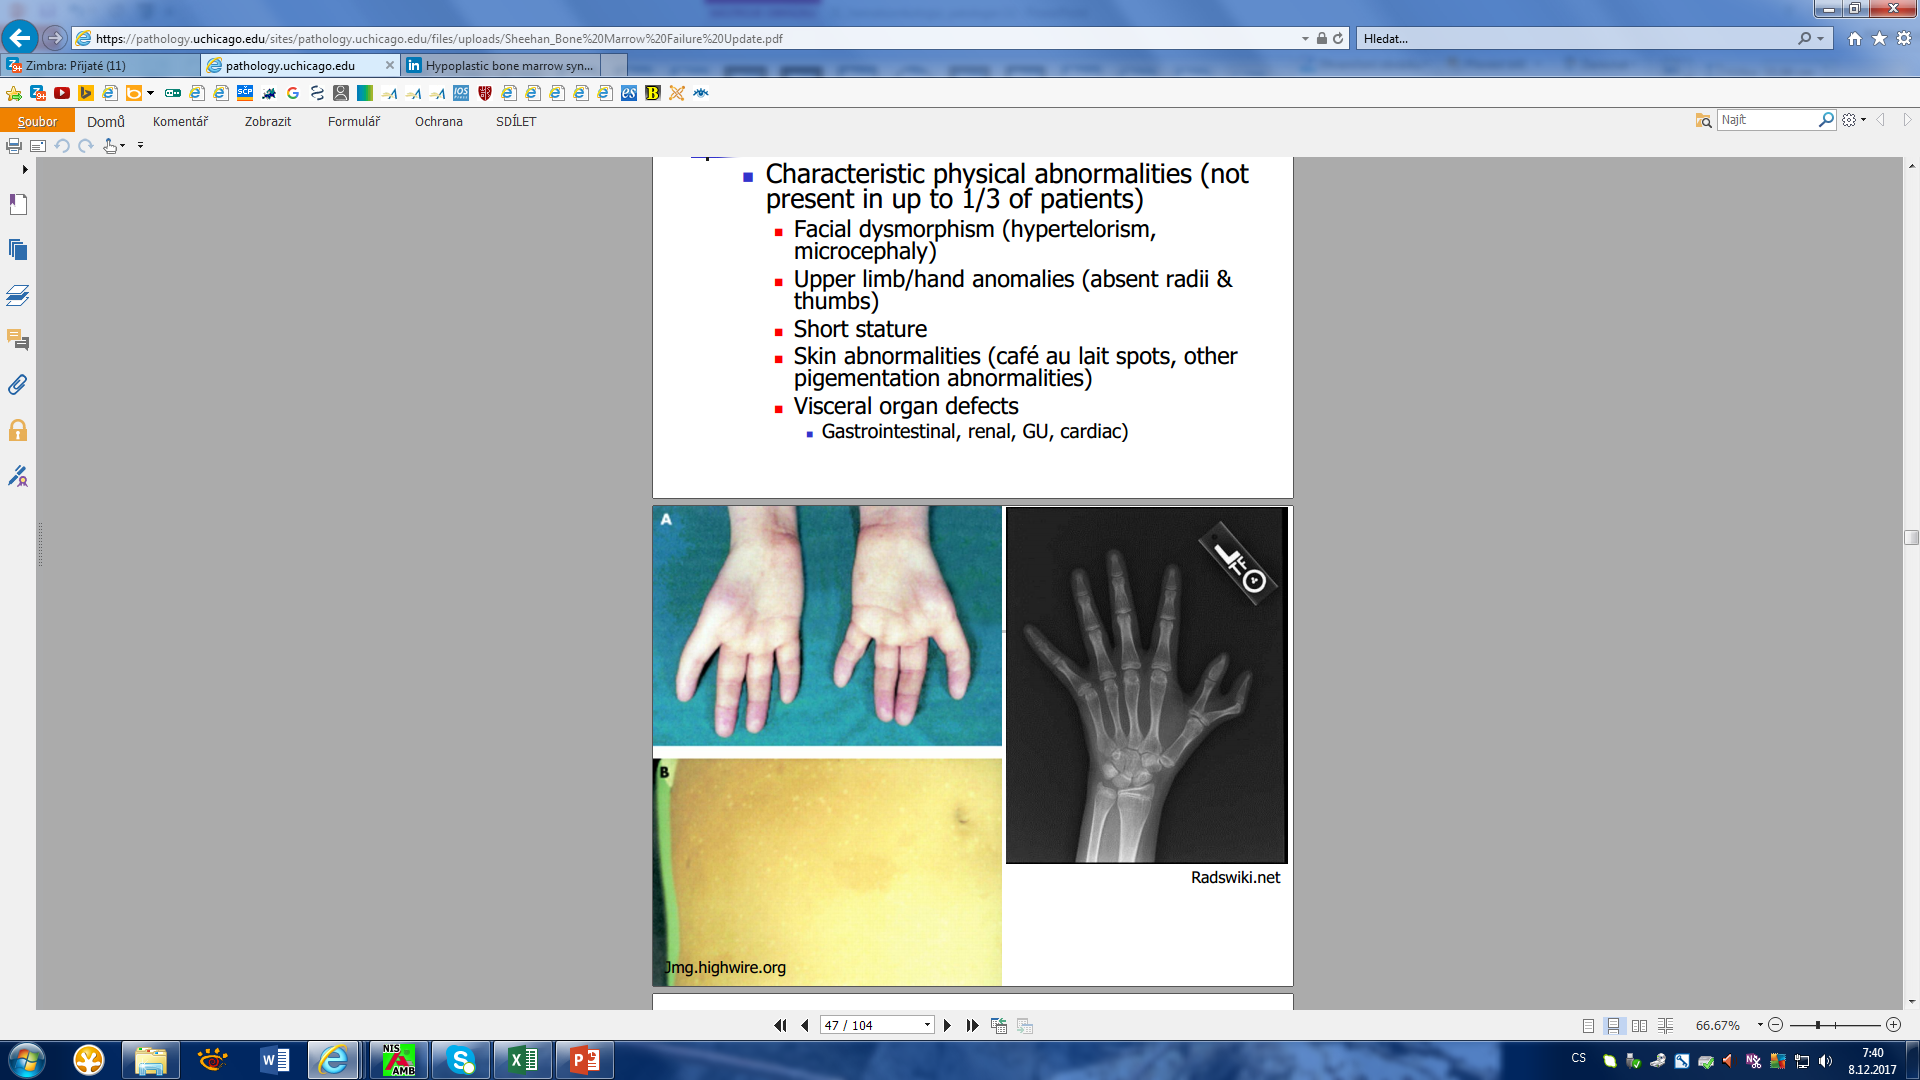 https://pathology.uchicago.edu/sites/pathology.uchicago.edu/files/uploads/Sheehan_Bone%20Marrow%20Failure%20Update.pdf
Hledat...
Zimbra: Přijaté (11)
pathology.uchicago.edu
Hypoplastic bone marrow syn...
Soubor
Domů
Komentář
Zobrazit
Formulář
Ochrana
SDÍLET
Najít
Characteristic physical abnormalities (not
present in up to 1/3 of patients)
Facial dysmorphism (hypertelorism,
microcephaly)
Upper limb/hand anomalies (absent radii &
thumbs)
Short stature
Skin abnormalities (café au lait spots, other
pigementation abnormalities)
Visceral organ defects
Gastrointestinal, renal, GU, cardiac)
A
B
Jmg.highwire.org
Radswiki.net
47 / 104
66.67%
NIS
AMB
CS
7:40
8.12.2017